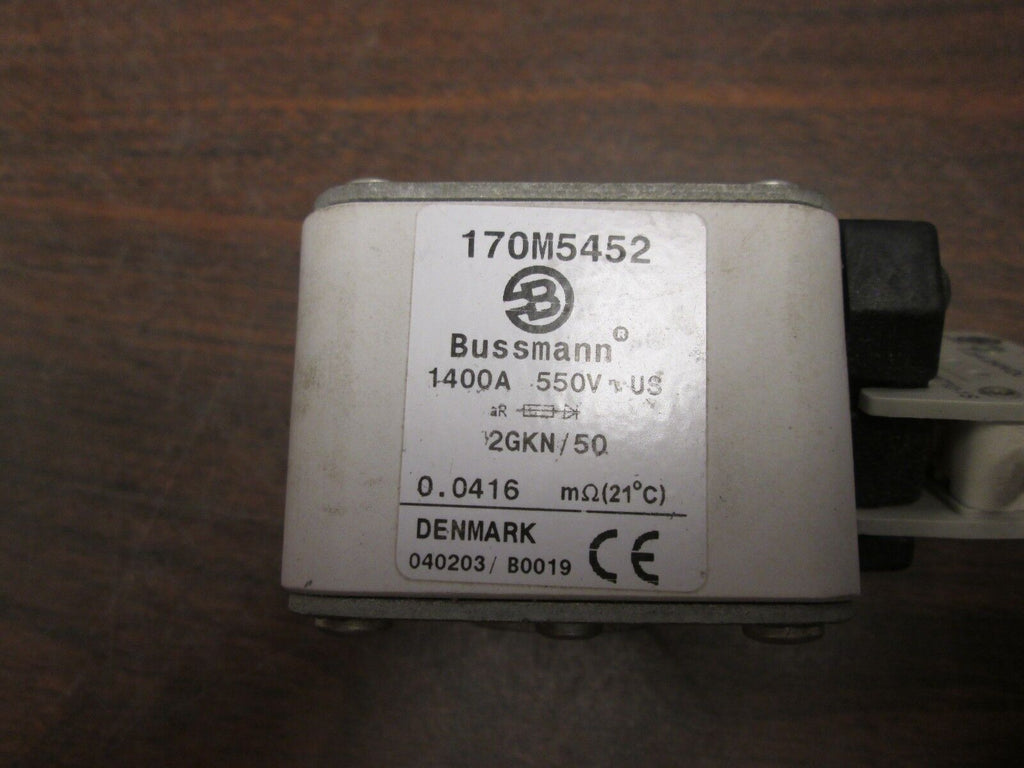 170M5452
B
Bussmann®
1400A 550V ~ US
aR
2GKN/50
0.0416 mΩ(21°C)
DENMARK
040203/ B0019 CE